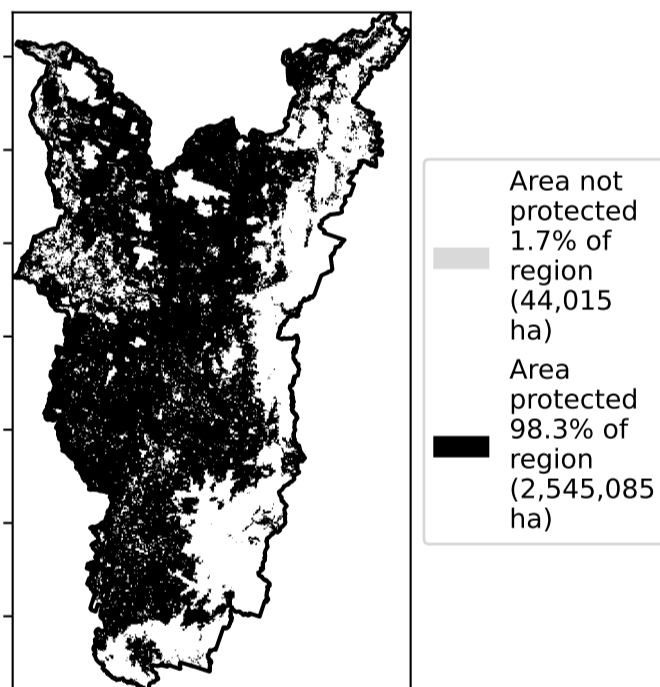 Area not
protected
1.7% of
region
(44,015
ha)
Area
protected
98.3% of
region
(2,545,085
ha)